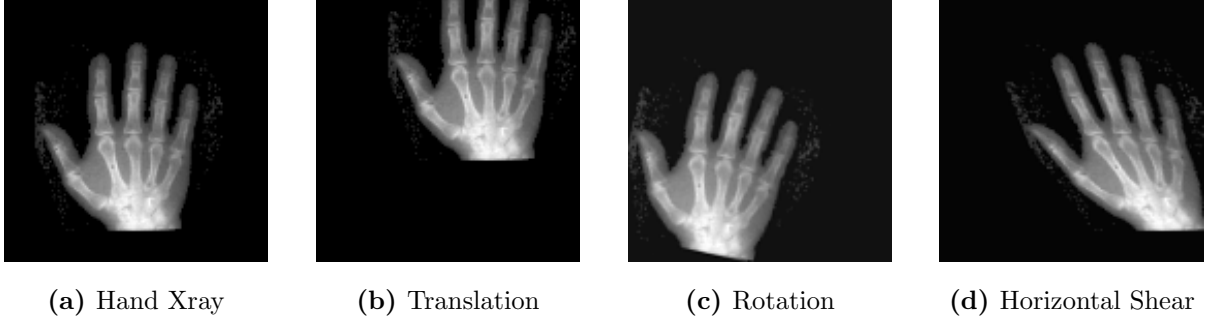 (a) Hand Xray
(b) Translation
(c) Rotation
(d) Horizontal Shear